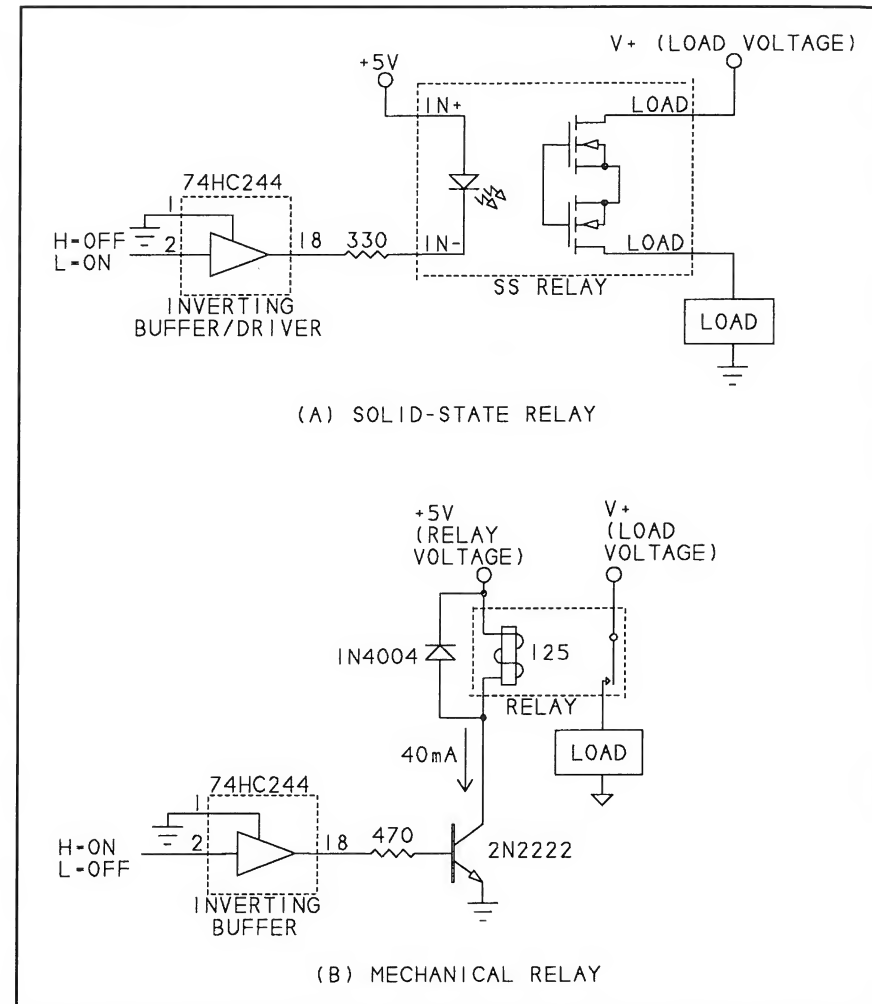 V+ (LOAD VOLTAGE)
+5V
IN+
LOAD
74HC244
1
H=OFF
L=ON
2
18
330
IN-
LOAD
SS RELAY
INVERTING
BUFFER/DRIVER
LOAD
(A) SOLID-STATE RELAY
+5V
(RELAY
VOLTAGE)
V+
(LOAD
VOLTAGE)
1N4004
125
RELAY
40mA
LOAD
74HC244
1
H=ON
L=OFF
2
18
470
2N2222
INVERTING
BUFFER
(B) MECHANICAL RELAY